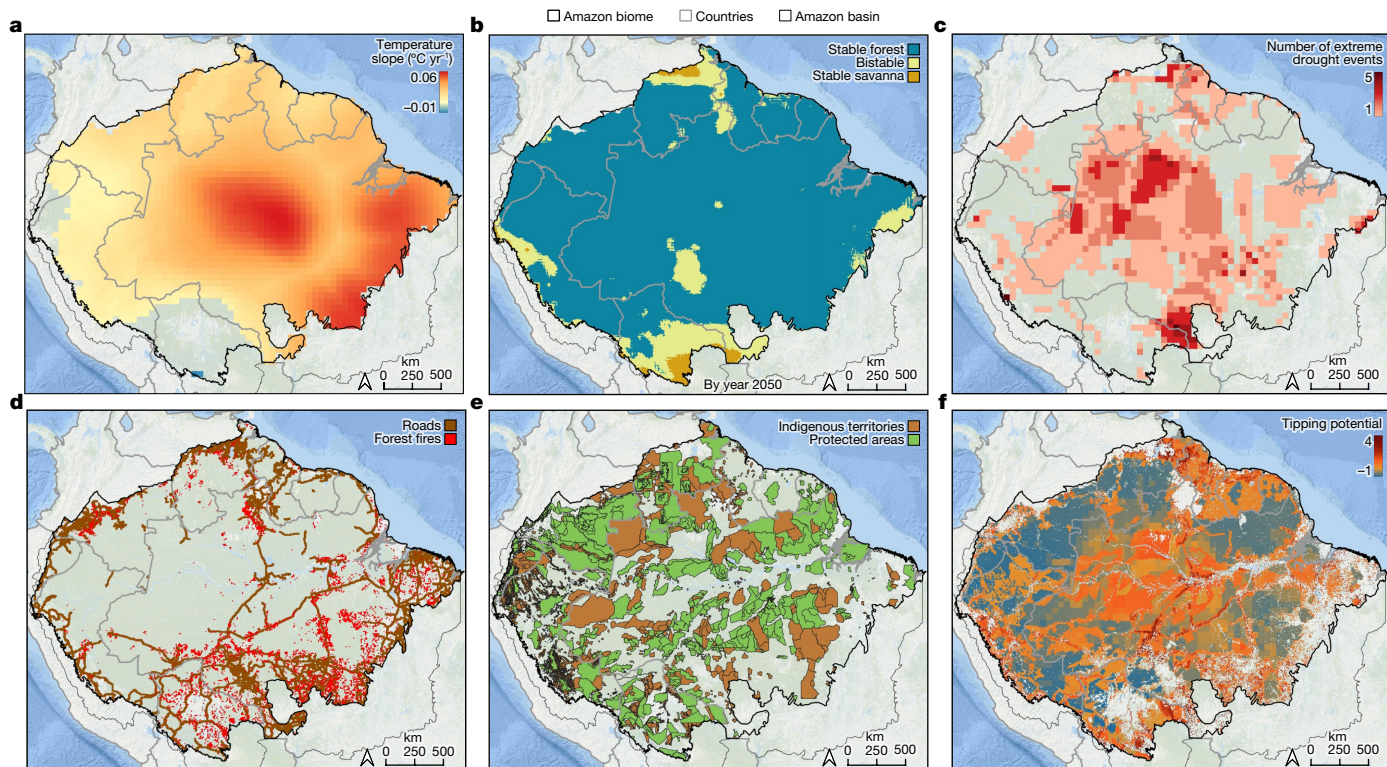 Amazon biome Countries Amazon basin
a
Temperature
slope (°C yr⁻¹)
0.06
−0.01
km
0 250 500
b
Stable forest
Bistable
Stable savanna
By year 2050
km
0 250 500
c
Number of extreme
drought events
5
1
km
0 250 500
d
Roads
Forest fires
km
0 250 500
e
Indigenous territories
Protected areas
km
0 250 500
f
Tipping potential
4
−1
km
0 250 500